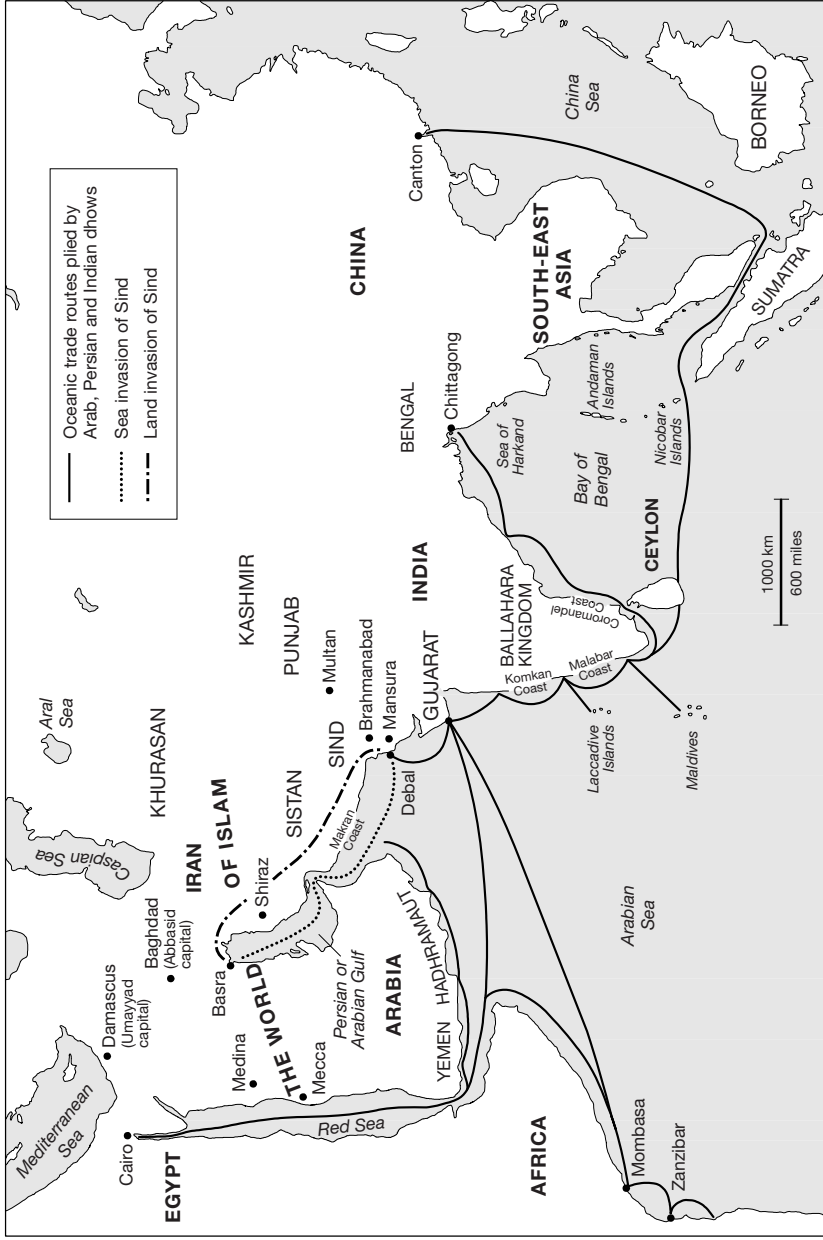 Oceanic trade routes plied by
Arab, Persian and Indian dhows
Sea invasion of Sind
Land invasion of Sind
Mediterranean
Sea
Cairo
EGYPT
Damascus
(Umayyad
capital)
Baghdad
(Abbasid
capital)
Caspian Sea
Aral
Sea
KHURASAN
IRAN
THE WORLD
OF ISLAM
Medina
Mecca
Basra
Shiraz
SISTAN
SIND
Multan
PUNJAB
KASHMIR
Brahmanabad
Mansura
Debal
Makran
Coast
Persian or
Arabian Gulf
ARABIA
YEMEN
HADHRAMAUT
Red Sea
AFRICA
Mombasa
Zanzibar
Arabian
Sea
GUJARAT
INDIA
BALLAHARA
KINGDOM
Komkan
Coast
Malabar
Coast
Coromandel
Coast
Laccadive
Islands
Maldives
CEYLON
BENGAL
Chittagong
Sea of
Harkand
Bay of
Bengal
Andaman
Islands
Nicobar
Islands
CHINA
Canton
SOUTH-EAST
ASIA
China
Sea
BORNEO
SUMATRA
1000 km
600 miles